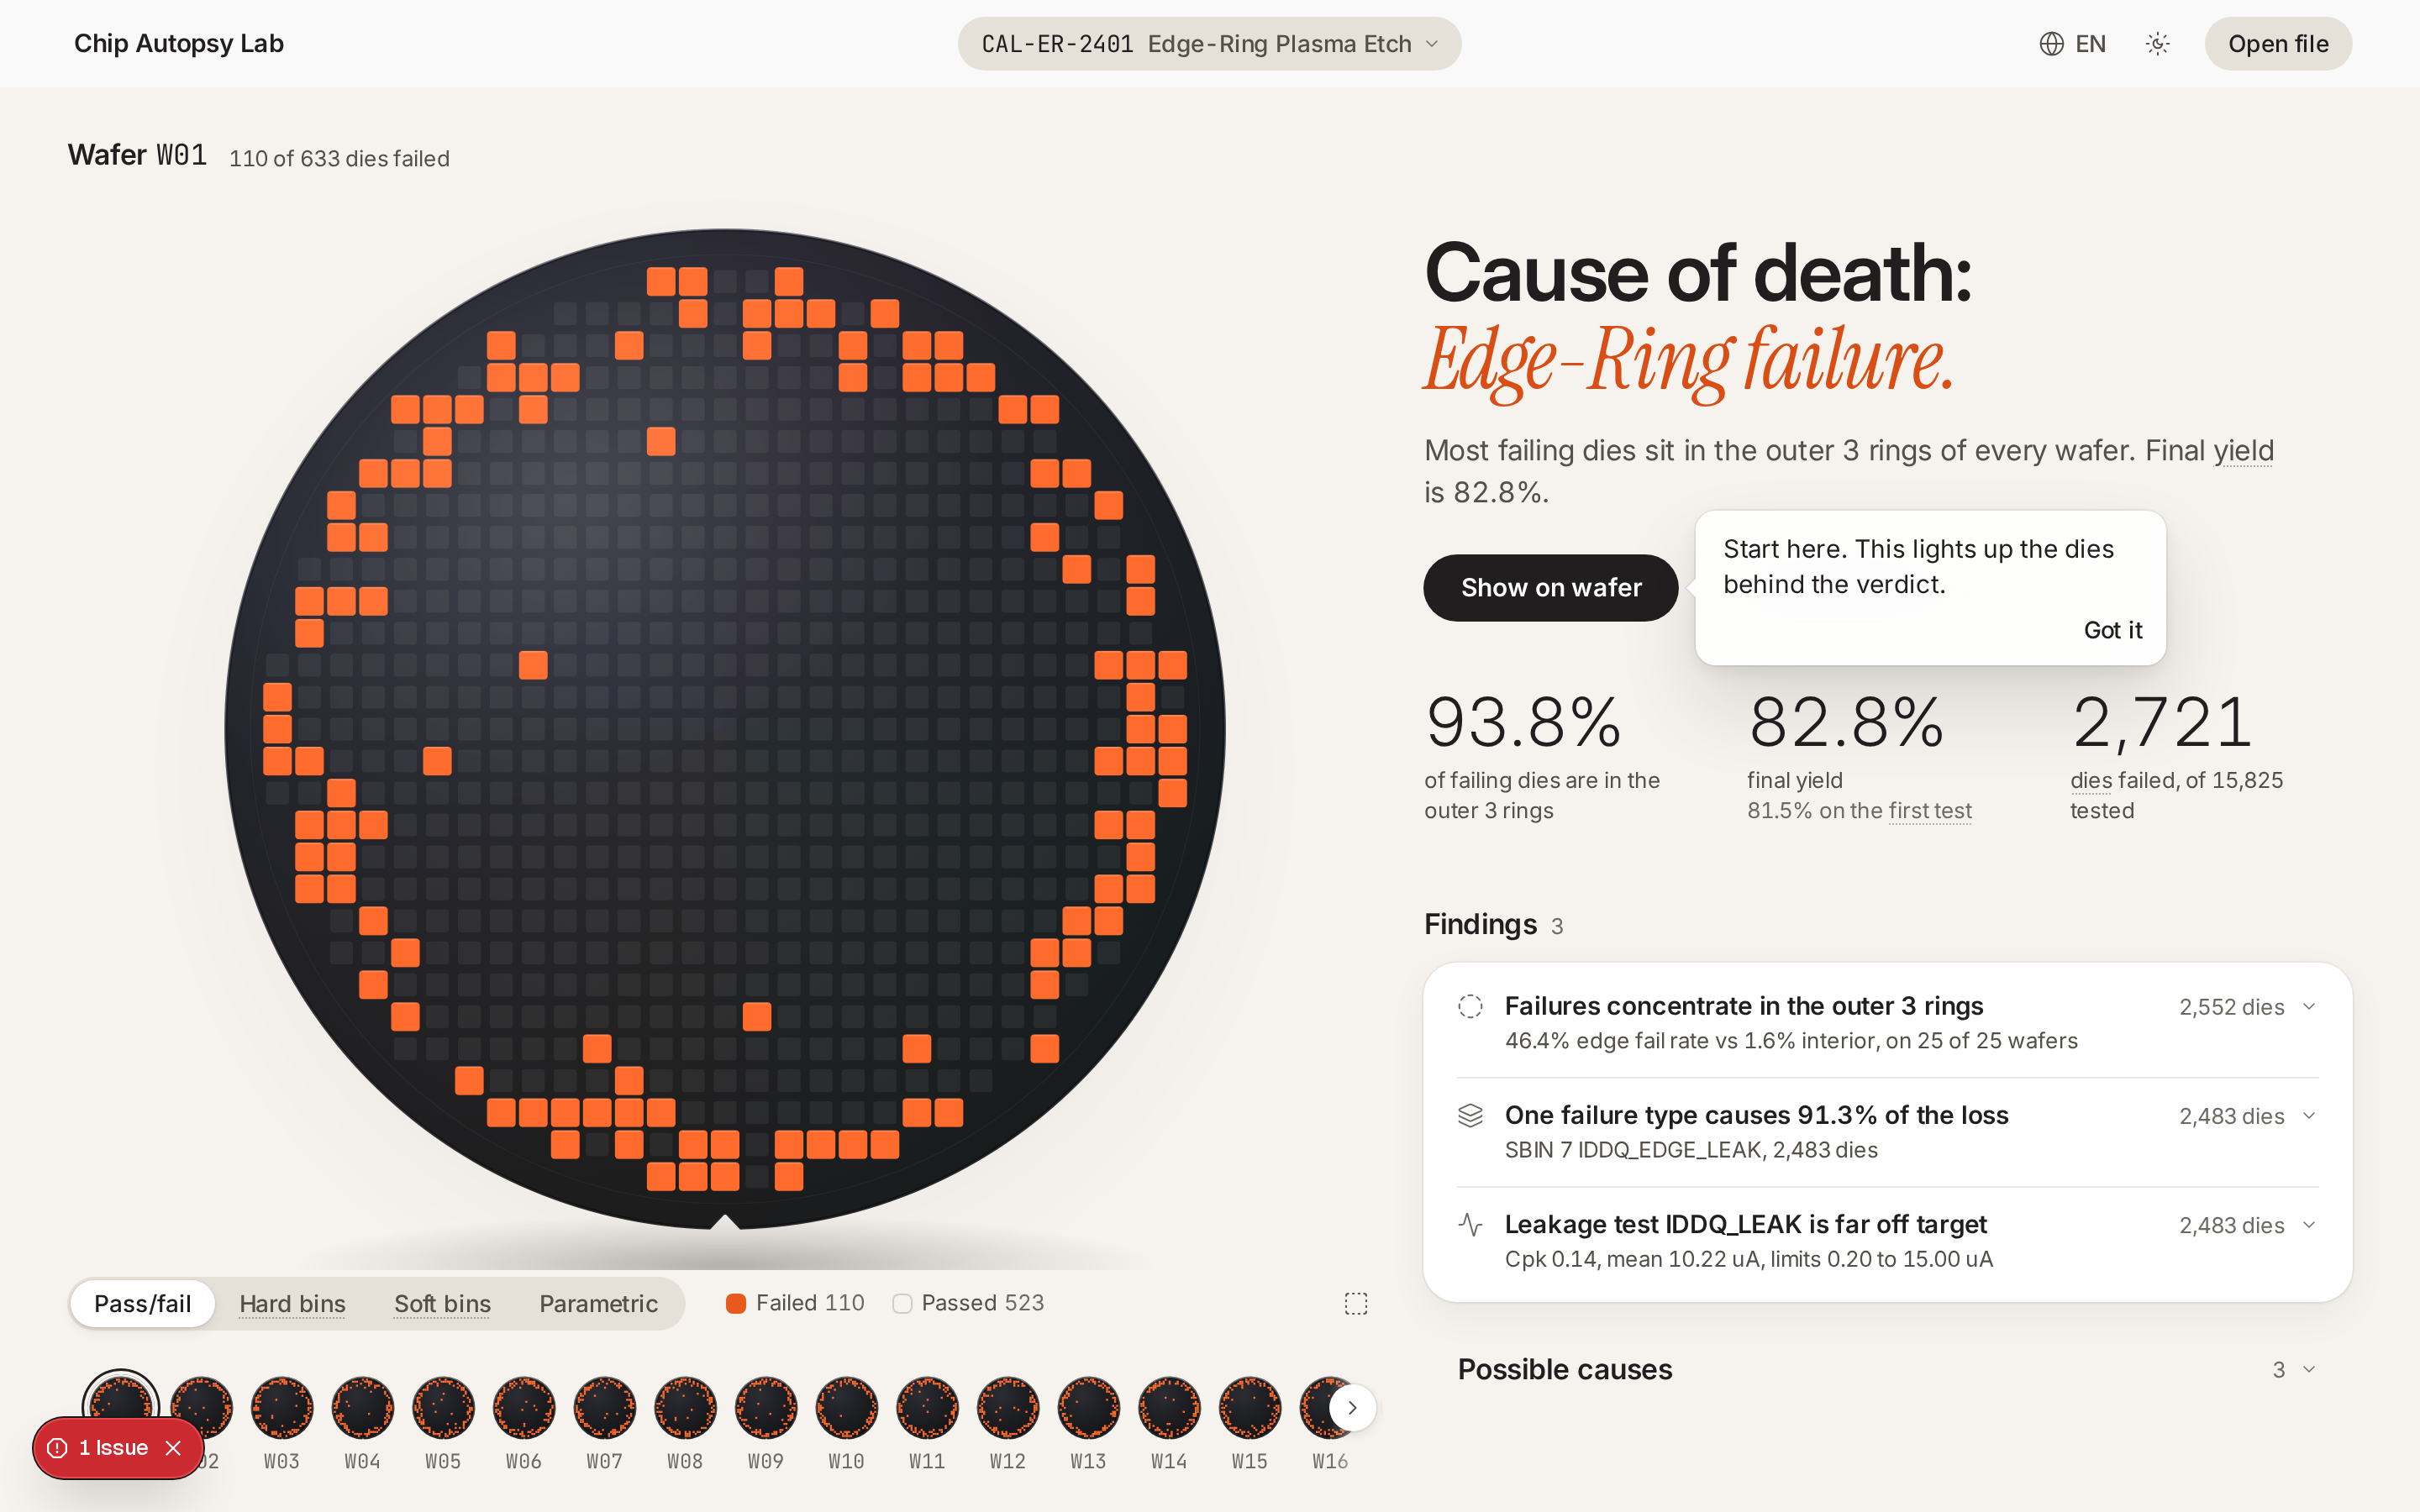 Chip Autopsy Lab
CAL-ER-2401 Edge-Ring Plasma Etch
EN
Open file
Wafer W01 110 of 633 dies failed
Cause of death:
Edge-Ring failure.
Most failing dies sit in the outer 3 rings of every wafer. Final yield
is 82.8%.
Show on wafer
Start here. This lights up the dies
behind the verdict.
Got it
93.8%
of failing dies are in the
outer 3 rings
82.8%
final yield
81.5% on the first test
2,721
dies failed, of 15,825
tested
Findings 3
Failures concentrate in the outer 3 rings 2,552 dies
46.4% edge fail rate vs 1.6% interior, on 25 of 25 wafers
One failure type causes 91.3% of the loss 2,483 dies
SBIN 7 IDDQ_EDGE_LEAK, 2,483 dies
Leakage test IDDQ_LEAK is far off target 2,483 dies
Cpk 0.14, mean 10.22 uA, limits 0.20 to 15.00 uA
Possible causes 3
Pass/fail Hard bins Soft bins Parametric Failed 110 Passed 523
1 Issue
02 W03 W04 W05 W06 W07 W08 W09 W10 W11 W12 W13 W14 W15 W16